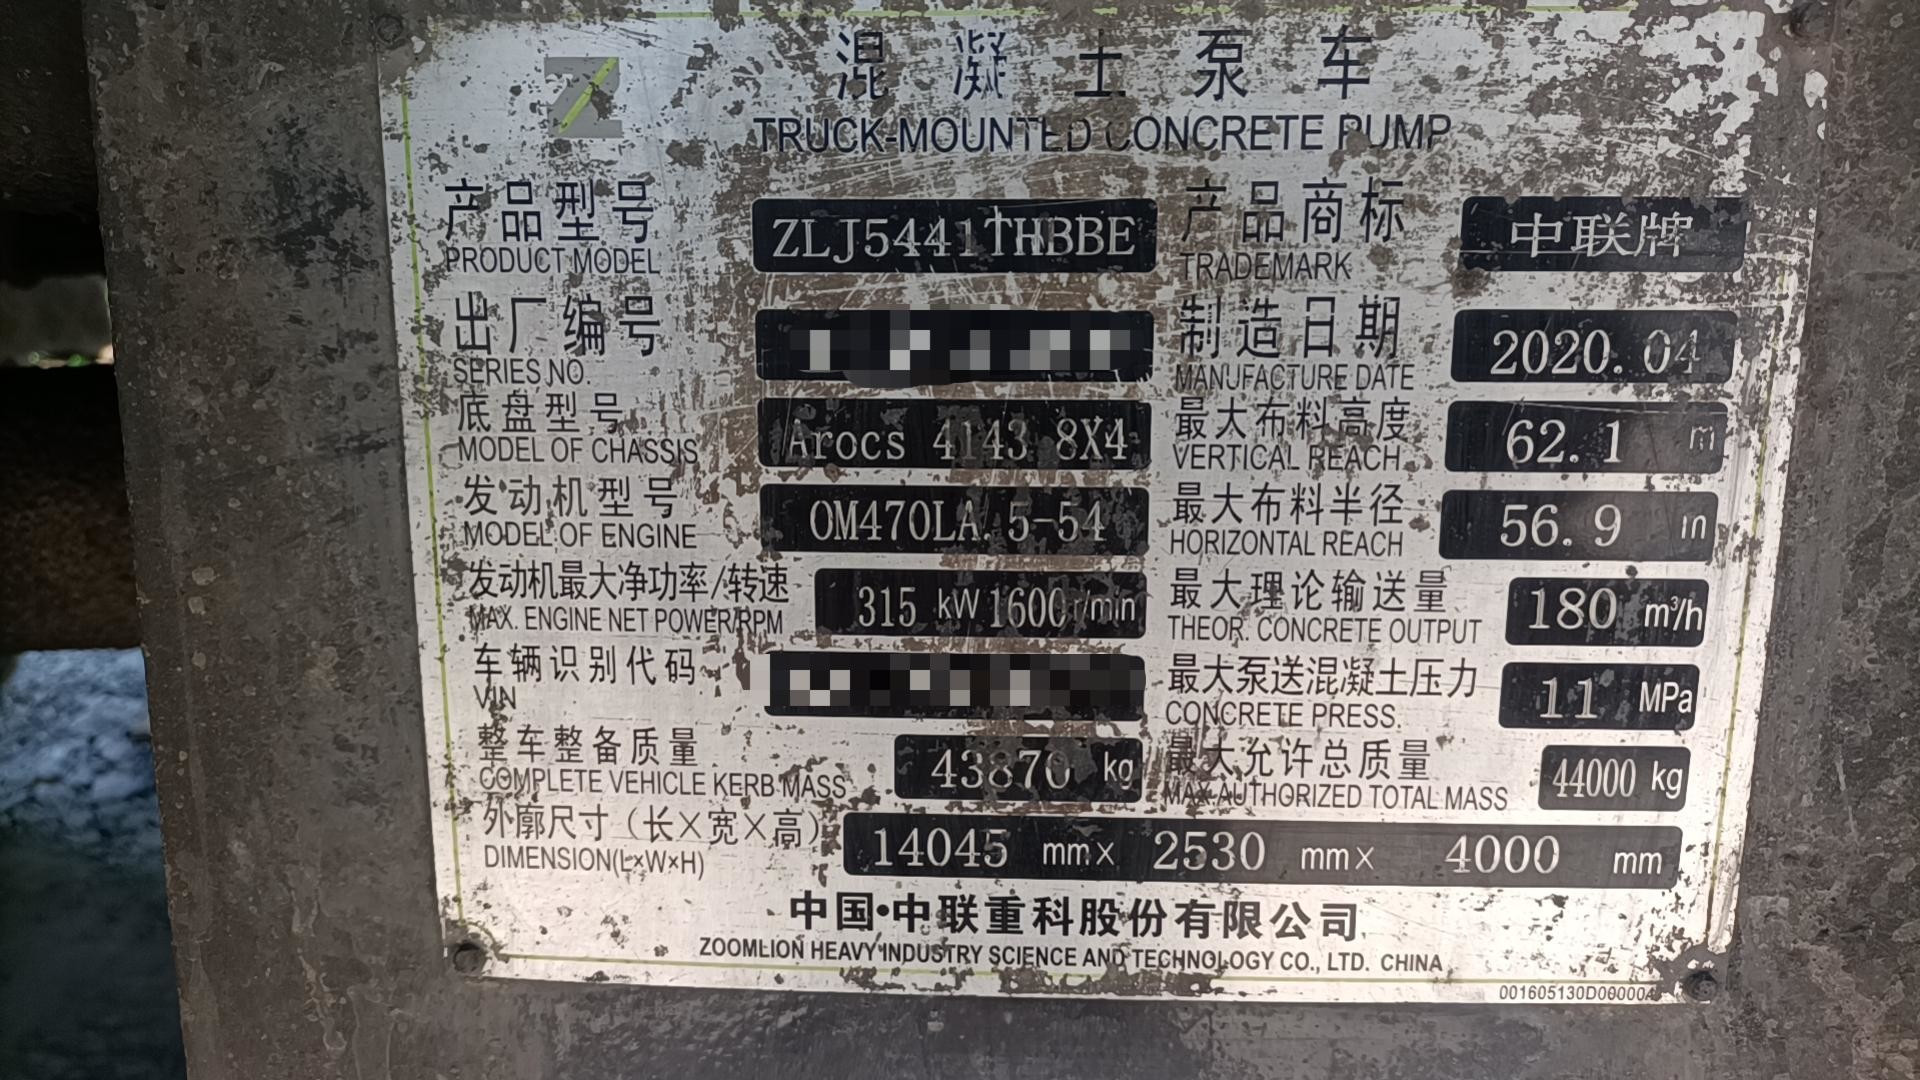 混凝土泵车
TRUCK-MOUNTED CONCRETE PUMP
产品型号 ZLJ5441THBBE 产品商标 中联牌
PRODUCT MODEL TRADEMARK
出厂编号 制造日期 2020.04
SERIES NO. MANUFACTURE DATE
底盘型号 Arocs 4143 8X4 最大布料高度 62.1 m
MODEL OF CHASSIS VERTICAL REACH
发动机型号 OM470LA.5-54 最大布料半径 56.9 m
MODEL OF ENGINE HORIZONTAL REACH
发动机最大净功率/转速 315 kW 1600 r/min 最大理论输送量 180 m³/h
MAX. ENGINE NET POWER/RPM THEOR. CONCRETE OUTPUT
车辆识别代码 最大泵送混凝土压力 11 MPa
VIN CONCRETE PRESS.
整车整备质量 43870 kg 最大允许总质量 44000 kg
COMPLETE VEHICLE KERB MASS MAX.AUTHORIZED TOTAL MASS
外廓尺寸（长×宽×高） 14045 mm× 2530 mm× 4000 mm
DIMENSION(L×W×H)
中国•中联重科股份有限公司
ZOOMLION HEAVY INDUSTRY SCIENCE AND TECHNOLOGY CO., LTD. CHINA